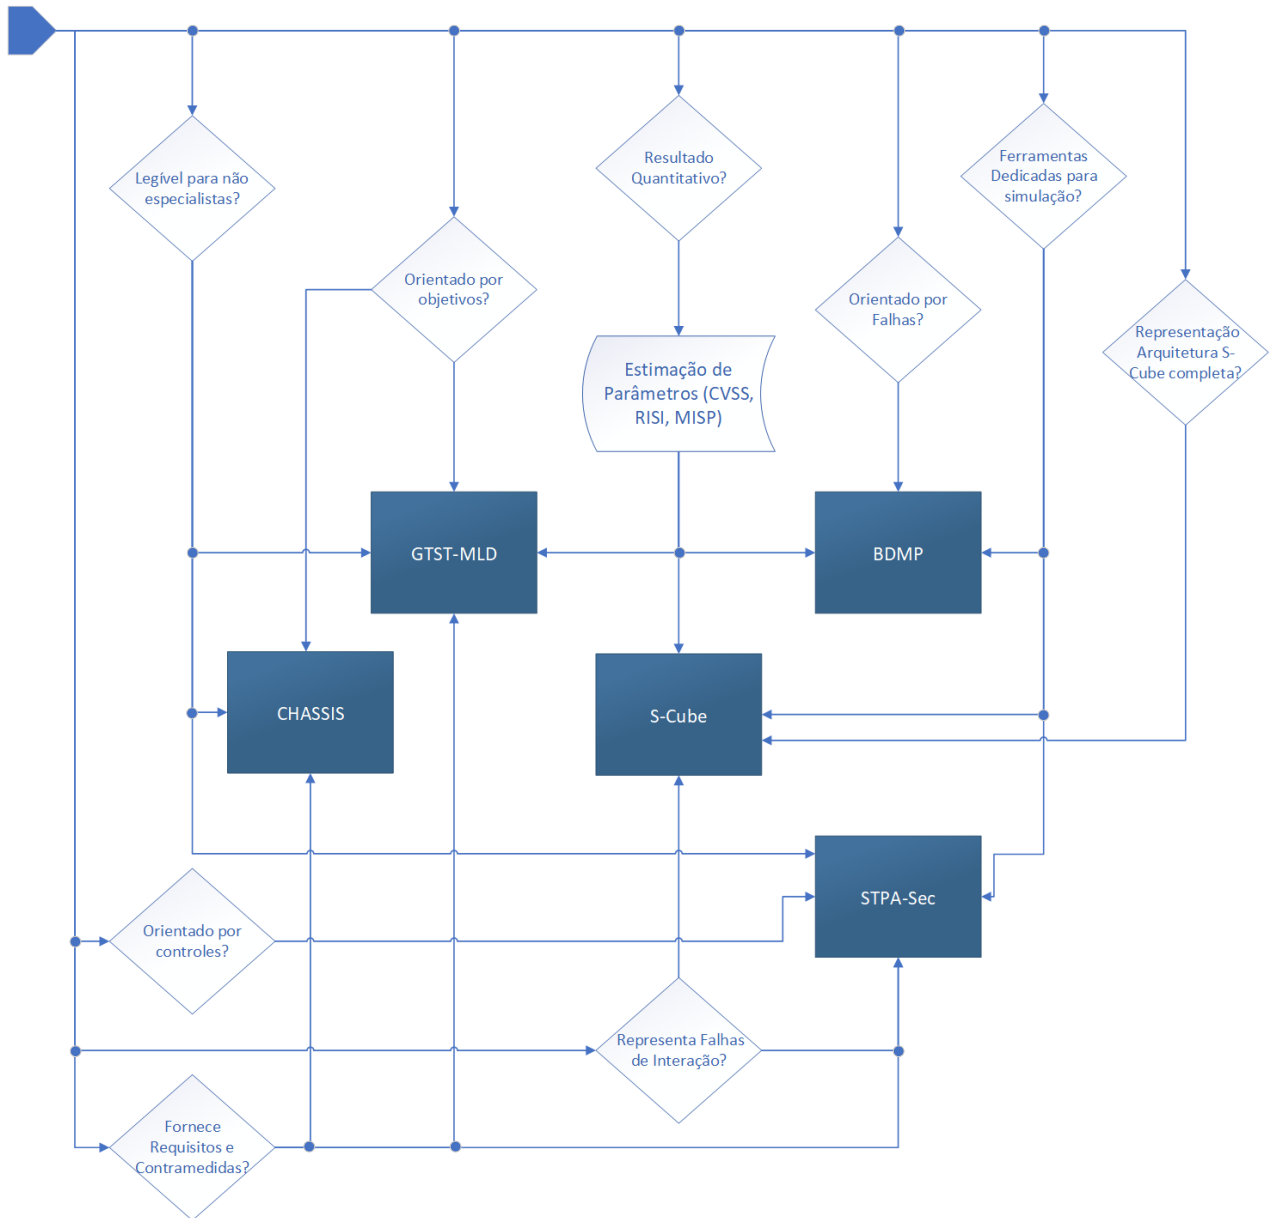 Legível para não
especialistas?
Orientado por
objetivos?
Resultado
Quantitativo?
Orientado por
Falhas?
Ferramentas
Dedicadas para
simulação?
Representação
Arquitetura S-
Cube completa?
Estimação de
Parâmetros (CVSS,
RISI, MISP)
GTST-MLD
BDMP
CHASSIS
S-Cube
STPA-Sec
Orientado por
controles?
Representa Falhas
de Interação?
Fornece
Requisitos e
Contramedidas?